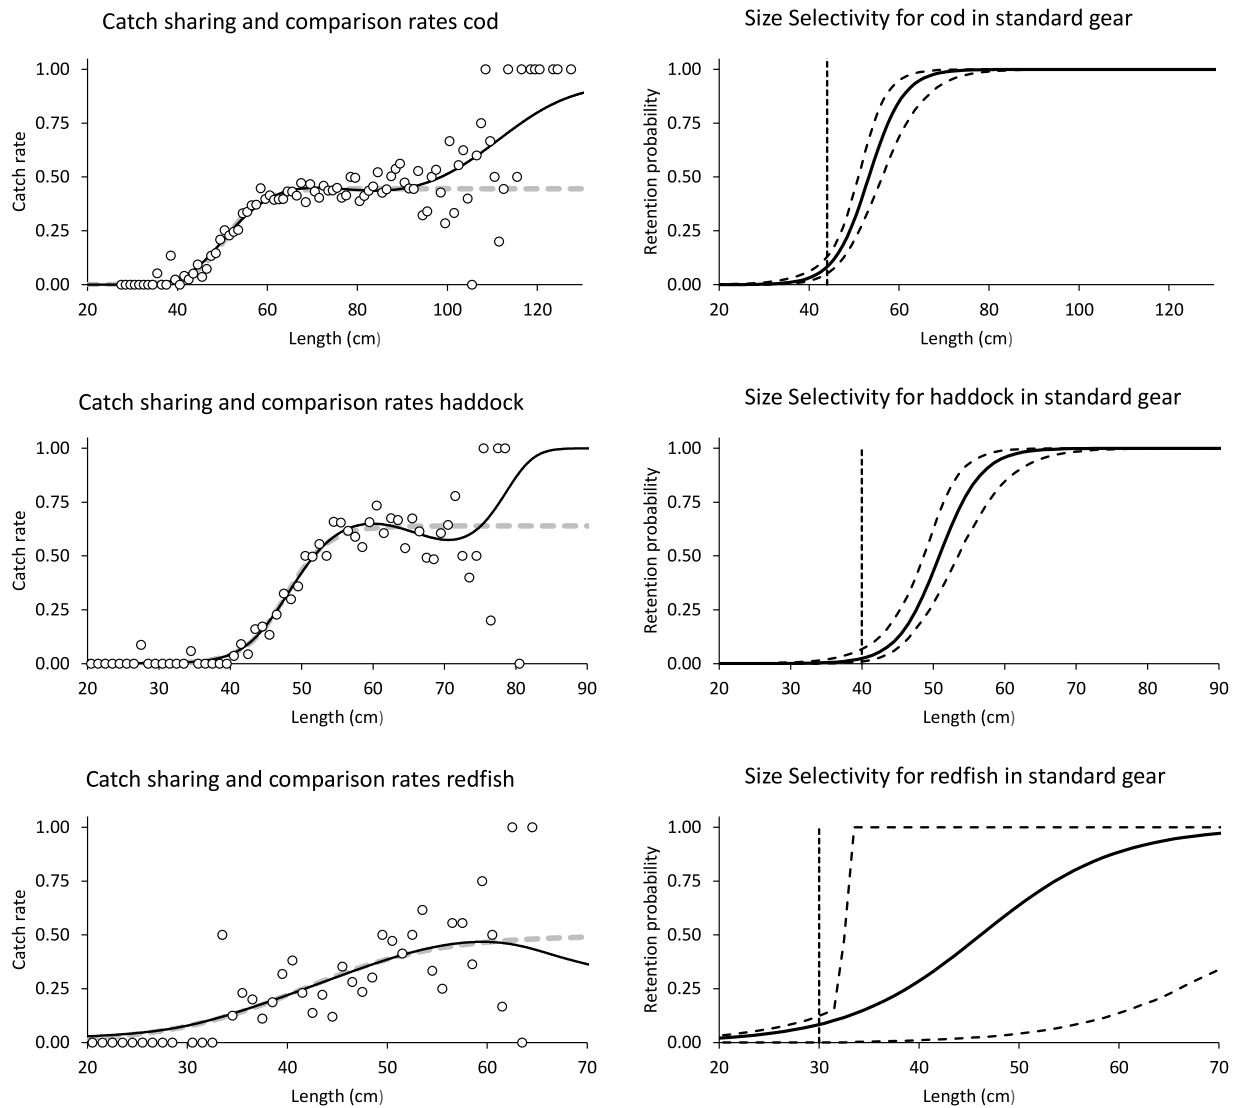 Catch sharing and comparison rates cod
1.00
0.75
0.50
0.25
0.00
Catch rate
20 40 60 80 100 120
Length (cm)
Size Selectivity for cod in standard gear
1.00
0.75
0.50
0.25
0.00
Retention probability
20 40 60 80 100 120
Length (cm)
Catch sharing and comparison rates haddock
1.00
0.75
0.50
0.25
0.00
Catch rate
20 30 40 50 60 70 80 90
Length (cm)
Size Selectivity for haddock in standard gear
1.00
0.75
0.50
0.25
0.00
Retention probability
20 30 40 50 60 70 80 90
Length (cm)
Catch sharing and comparison rates redfish
1.00
0.75
0.50
0.25
0.00
Catch rate
20 30 40 50 60 70
Length (cm)
Size Selectivity for redfish in standard gear
1.00
0.75
0.50
0.25
0.00
Retention probability
20 30 40 50 60 70
Length (cm)